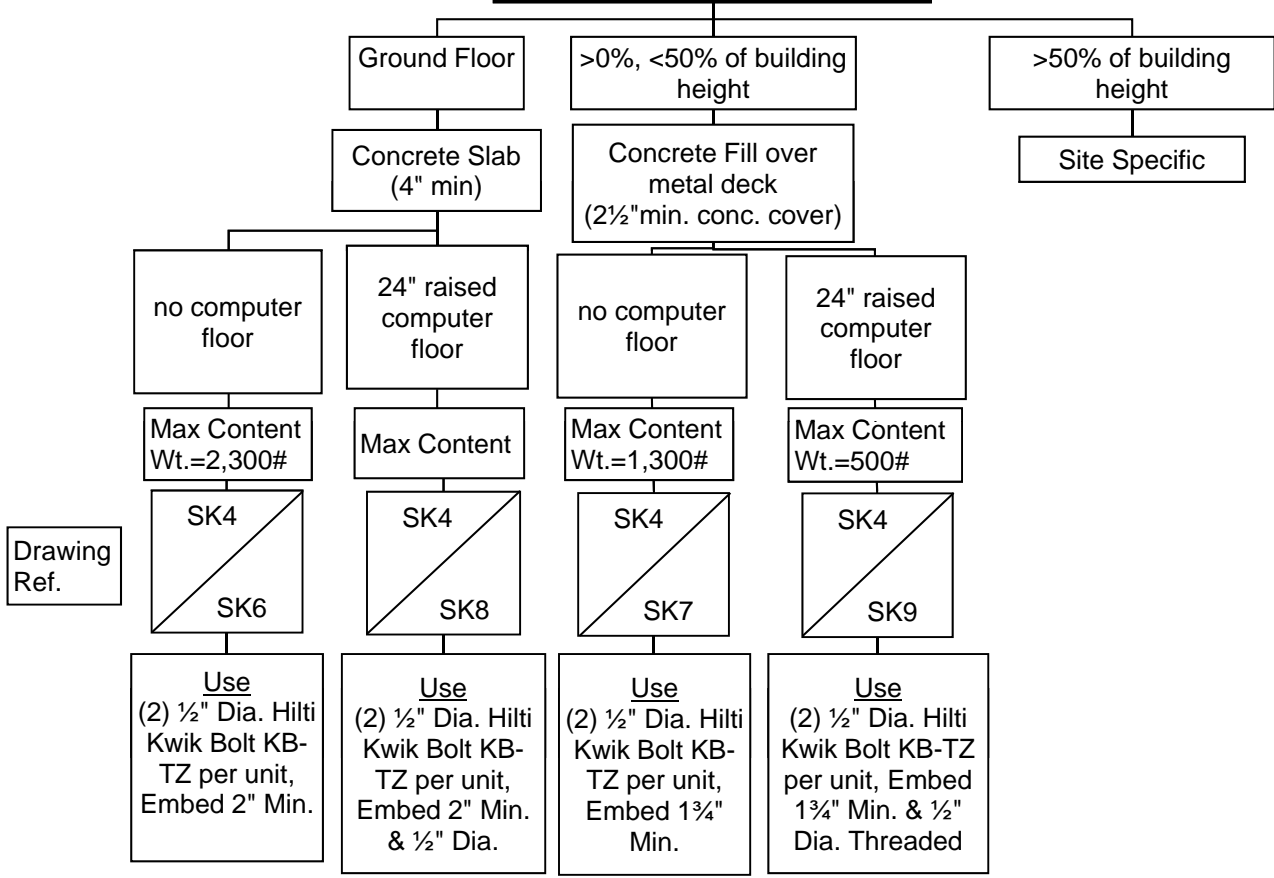 Ground Floor
>0%, <50% of building
height
>50% of building
height
Concrete Slab
(4" min)
Concrete Fill over
metal deck
(2½"min. conc. cover)
Site Specific
no computer
floor
24" raised
computer
floor
no computer
floor
24" raised
computer
floor
Max Content
Wt.=2,300#
Max Content
Max Content
Wt.=1,300#
Max Content
Wt.=500#
Drawing
Ref.
SK4
SK6
SK4
SK8
SK4
SK7
SK4
SK9
Use
(2) ½" Dia. Hilti
Kwik Bolt KB-
TZ per unit,
Embed 2" Min.
Use
(2) ½" Dia. Hilti
Kwik Bolt KB-
TZ per unit,
Embed 2" Min.
& ½" Dia.
Use
(2) ½" Dia. Hilti
Kwik Bolt KB-
TZ per unit,
Embed 1¾"
Min.
Use
(2) ½" Dia. Hilti
Kwik Bolt KB-TZ
per unit, Embed
1¾" Min. & ½"
Dia. Threaded